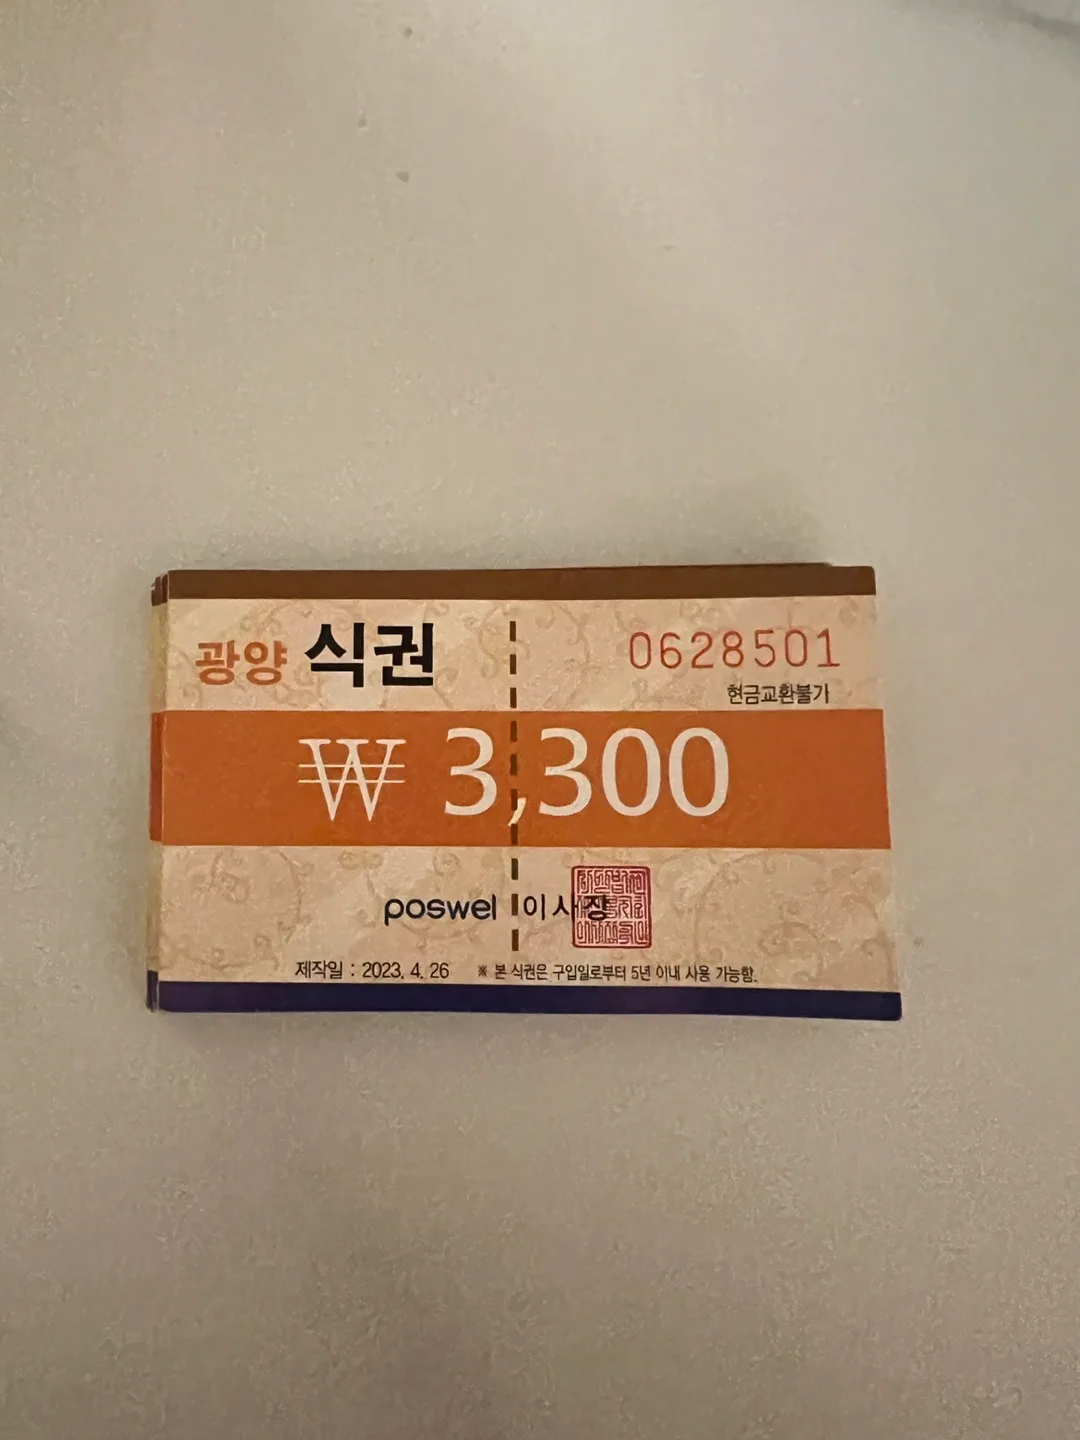 광양 식권
0628501
현금교환불가
₩ 3,300
poswel 이사장
제작일 : 2023. 4. 26 ※ 본 식권은 구입일로부터 5년 이내 사용 가능함.